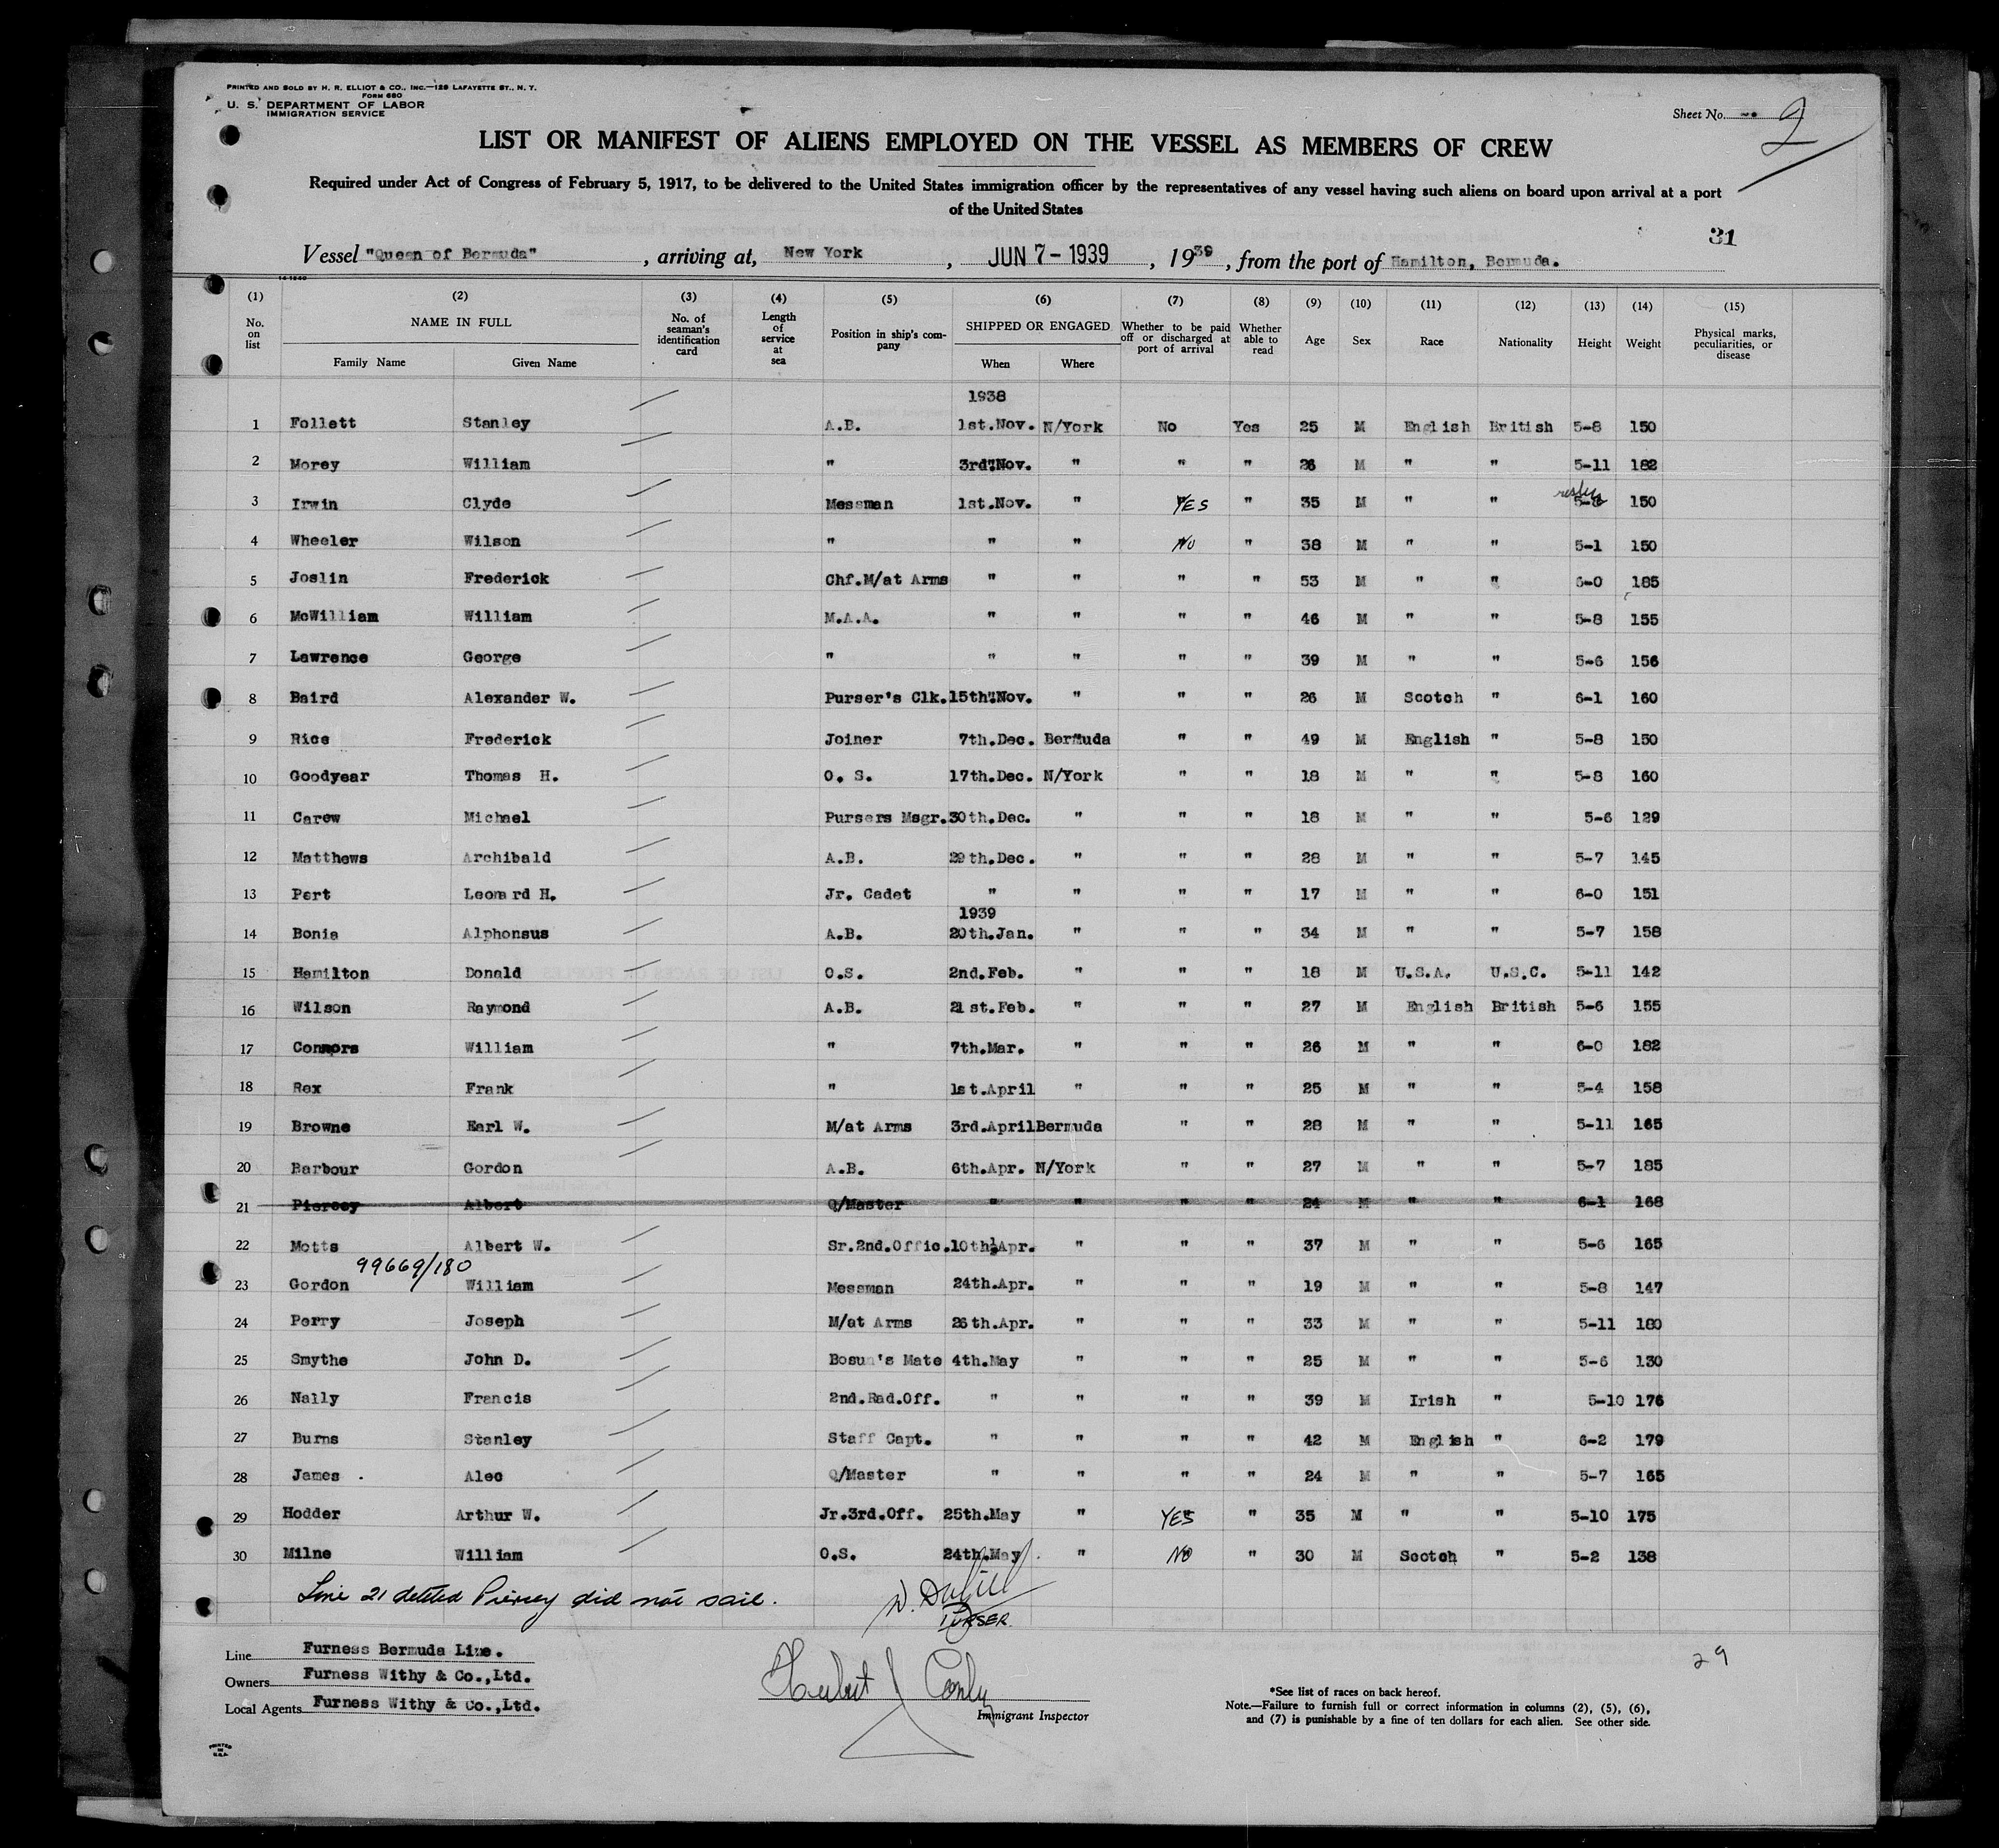 PRINTED AND SOLD BY H. R. ELLIOT & CO., INC.—129 LAFAYETTE ST., N. Y.
FORM 680
U. S. DEPARTMENT OF LABOR
IMMIGRATION SERVICE
Sheet No. 2
LIST OR MANIFEST OF ALIENS EMPLOYED ON THE VESSEL AS MEMBERS OF CREW
Required under Act of Congress of February 5, 1917, to be delivered to the United States immigration officer by the representatives of any vessel having such aliens on board upon arrival at a port
of the United States
31
Vessel "Queen of Bermuda", arriving at, New York, JUN 7-1939, 1939, from the port of Hamilton, Bermuda.
(1) (2) (3) (4) (5) (6) (7) (8) (9) (10) (11) (12) (13) (14) (15)
No. on list NAME IN FULL Family Name Given Name No. of seaman's identification card Length of service at sea Position in ship's company SHIPPED OR ENGAGED When Where Whether to be paid off or discharged at port of arrival Whether able to read Age Sex Race Nationality Height Weight Physical marks, peculiarities, or disease
1938
1 Follett Stanley A.B. 1st.Nov. N/York No Yes 25 M English British 5-8 150
2 Morey William " 3rd".Nov. " " " 26 M " " 5-11 182
3 Irwin Clyde Messman 1st.Nov. " YES " 35 M " " 150
4 Wheeler Wilson " " " No " 38 M " " 5-1 150
5 Joslin Frederick Chf.M/at Arms " " " " 53 M " " 6-0 185
6 McWilliam William M.A.A. " " " " 46 M " " 5-8 155
7 Lawrence George " " " " " 39 M " " 5-6 156
8 Baird Alexander W. Purser's Clk. 15th".Nov. " " " 26 M Scotch " 6-1 160
9 Rice Frederick Joiner 7th.Dec. Bermuda " " 49 M English " 5-8 150
10 Goodyear Thomas H. O. S. 17th.Dec. N/York " " 18 M " " 5-8 160
11 Carew Michael Pursers Msgr. 30th.Dec. " " " 18 M " " 5-6 129
12 Matthews Archibald A.B. 29th.Dec. " " " 28 M " " 5-7 145
13 Pert Leonard H. Jr. Cadet " " " " 17 M " " 6-0 151
1939
14 Bonia Alphonsus A.B. 20th.Jan. " " " 34 M " " 5-7 158
15 Hamilton Donald O.S. 2nd.Feb. " " " 18 M U.S.A. U.S.C. 5-11 142
16 Wilson Raymond A.B. 21st.Feb. " " " 27 M English British 5-6 155
17 Connors William " 7th.Mar. " " " 26 M " " 6-0 182
18 Rex Frank " 1st.April " " " 25 M " " 5-4 158
19 Browne Earl W. M/at Arms 3rd.April Bermuda " " 28 M " " 5-11 165
20 Barbour Gordon A.B. 6th.Apr. N/York " " 27 M " " 5-7 185
21 Piercey Albert Q/Master " " " " 24 M " " 6-1 168
22 Motts Albert W. Sr.2nd.Offic. 10th.Apr. " " " 37 M " " 5-6 165
99669/180
23 Gordon William Messman 24th.Apr. " " " 19 M " " 5-8 147
24 Perry Joseph M/at Arms 26th.Apr. " " " 33 M " " 5-11 180
25 Smythe John D. Bosun's Mate 4th.May " " " 25 M " " 5-6 130
26 Nally Francis 2nd.Rad.Off. " " " " 39 M Irish " 5-10 176
27 Burns Stanley Staff Capt. " " " " 42 M English " 6-2 179
28 James Alec Q/Master " " " " 24 M " " 5-7 165
29 Hodder Arthur W. Jr.3rd.Off. 25th.May " YES " 35 M " " 5-10 175
30 Milne William O.S. 24th.May " NO " 30 M Scotch " 5-2 138
Line 21 deleted Piercey did not sail.
PURSER.
Line Furness Bermuda Line.
Owners Furness Withy & Co.,Ltd.
Local Agents Furness Withy & Co.,Ltd.
Immigrant Inspector
29
*See list of races on back hereof.
Note.—Failure to furnish full or correct information in columns (2), (5), (6),
and (7) is punishable by a fine of ten dollars for each alien. See other side.
PRINTED IN U.S.A.